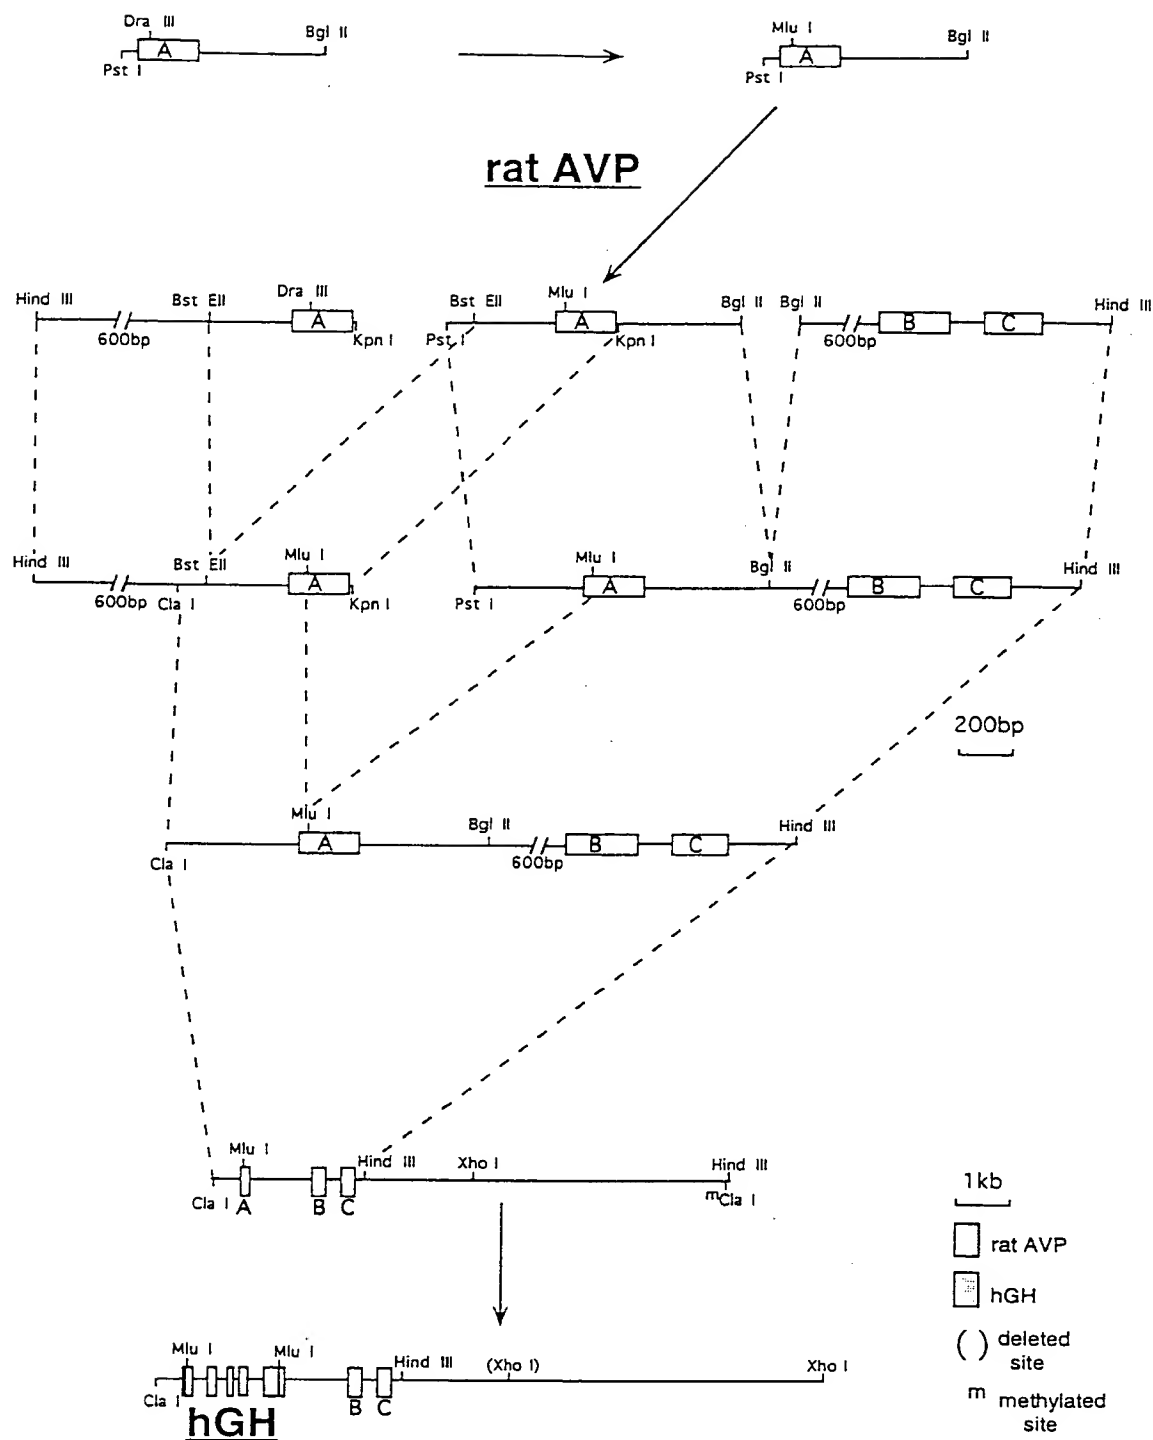 Dra III
A
Bgl II
Pst I
Mlu I
A
Bgl II
Pst I
rat AVP
Hind III
600bp
Bst EII
Dra III
A
Kpn I
Bst EII
Pst I
Mlu I
A
Kpn I
Bgl II
Bgl II
600bp
B
C
Hind III
Hind III
600bp
Bst EII
Cla I
Mlu I
A
Kpn I
Pst I
Mlu I
A
Bgl II
600bp
B
C
Hind III
200bp
Cla I
Mlu I
A
Bgl II
600bp
B
C
Hind III
Mlu I
Cla I
A
B
C
Hind III
Xho I
Hind III
mCla I
1kb
rat AVP
hGH
( ) deleted
site
m methylated
site
Mlu I
Mlu I
Cla I
B
C
Hind III
(Xho I)
Xho I
hGH